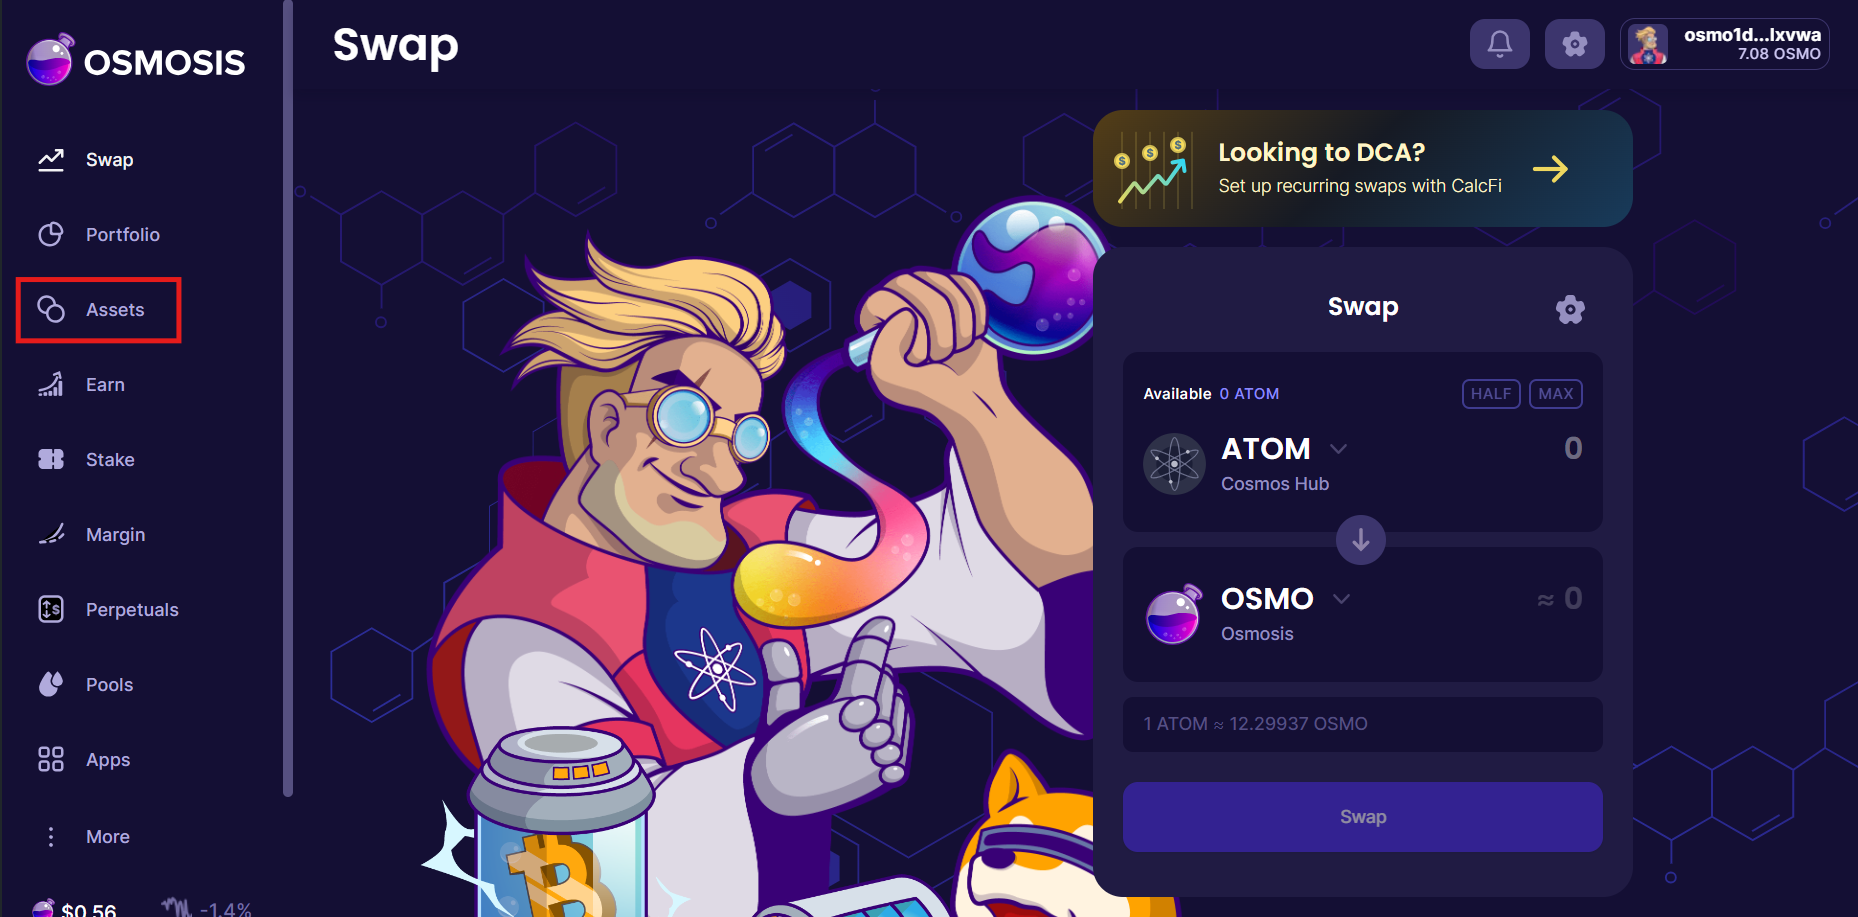 OSMOSIS
Swap
Portfolio
Assets
Earn
Stake
Margin
Perpetuals
Pools
Apps
More
$0.56 -1.4%
Swap
osmo1d...lxvwa
7.08 OSMO
Looking to DCA?
Set up recurring swaps with CalcFi
Swap
Available 0 ATOM HALF MAX
ATOM 0
Cosmos Hub
OSMO ≈ 0
Osmosis
1 ATOM ≈ 12.29937 OSMO
Swap